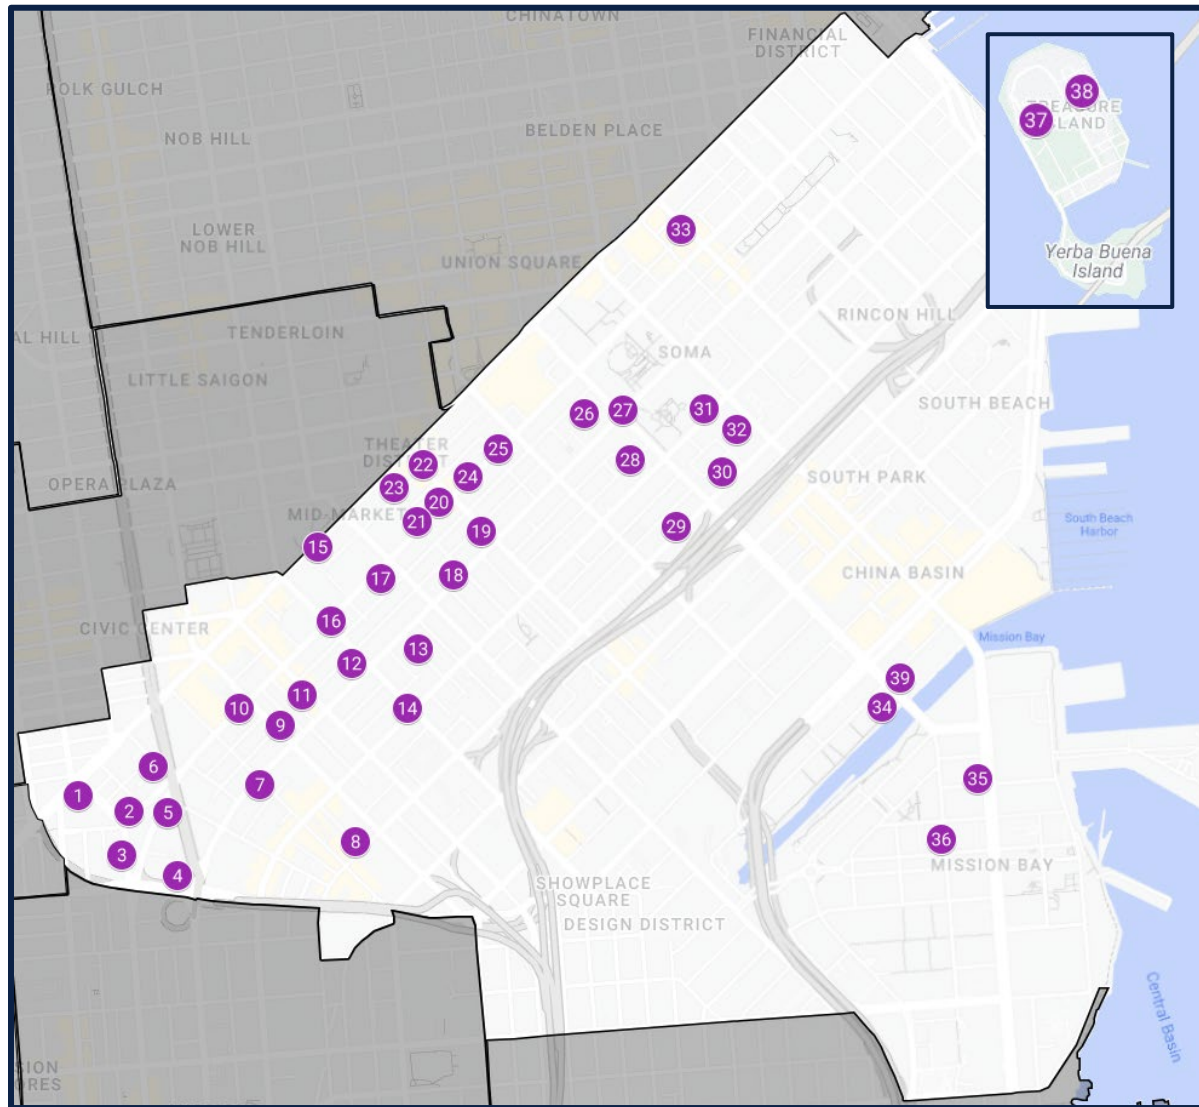 CHINATOWN
FINANCIAL
DISTRICT
POLK GULCH
38
TREASURE
ISLAND
37
BELDEN PLACE
NOB HILL
LOWER
NOB HILL
33
UNION SQUARE
Yerba Buena
Island
RINCON HILL
TENDERLOIN
AL HILL
SOMA
LITTLE SAIGON
SOUTH BEACH
26
27
31
32
THEATER
DISTRICT
25
22
28
24
30
SOUTH PARK
OPERA PLAZA
23
20
MID-MARKET
21
South Beach
Harbor
29
19
15
CHINA BASIN
17
18
16
CIVIC CENTER
Mission Bay
13
12
39
11
34
10
14
9
6
35
7
1
2
5
36
8
3
MISSION BAY
4
SHOWPLACE
SQUARE
DESIGN DISTRICT
Central Basin
SION
ORES